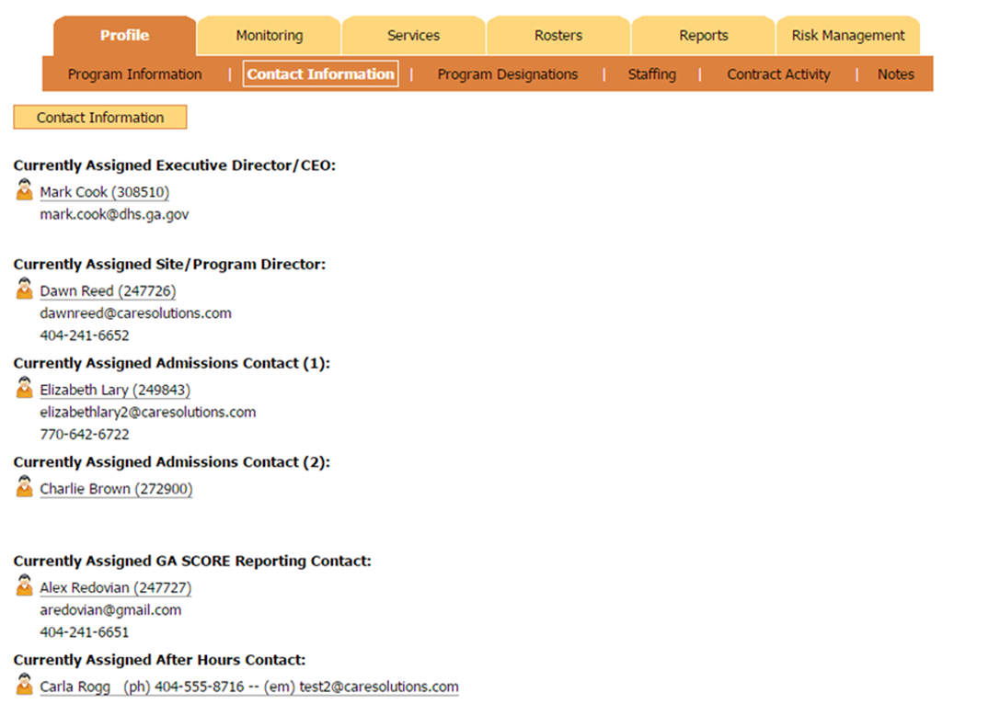 Profile Monitoring Services Rosters Reports Risk Management
Program Information | Contact Information | Program Designations | Staffing | Contract Activity | Notes
Contact Information
Currently Assigned Executive Director/CEO:
Mark Cook (308510)
mark.cook@dhs.ga.gov
Currently Assigned Site/Program Director:
Dawn Reed (247726)
dawnreed@caresolutions.com
404-241-6652
Currently Assigned Admissions Contact (1):
Elizabeth Lary (249843)
elizabethlary2@caresolutions.com
770-642-6722
Currently Assigned Admissions Contact (2):
Charlie Brown (272900)
Currently Assigned GA SCORE Reporting Contact:
Alex Redovian (247727)
aredovian@gmail.com
404-241-6651
Currently Assigned After Hours Contact:
Carla Rogg (ph) 404-555-8716 -- (em) test2@caresolutions.com